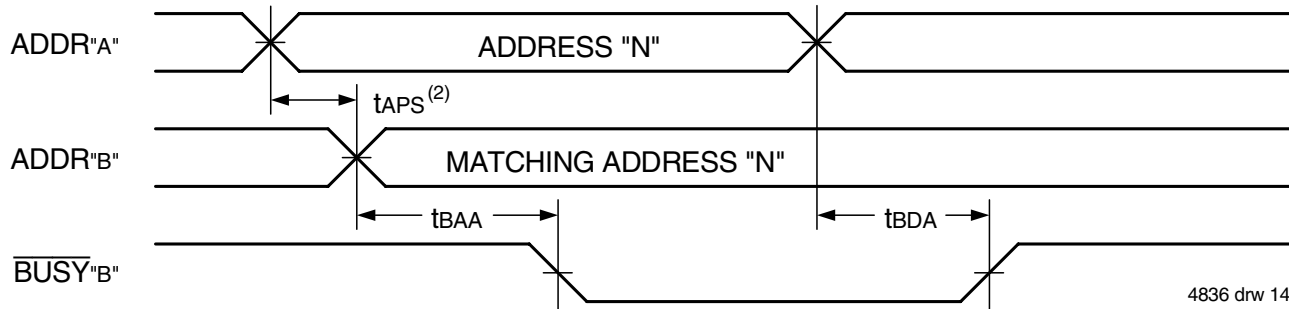 ADDR"A"
ADDRESS "N"
tAPS(2)
ADDR"B"
MATCHING ADDRESS "N"
tBAA
tBDA
BUSY"B"
4836 drw 14